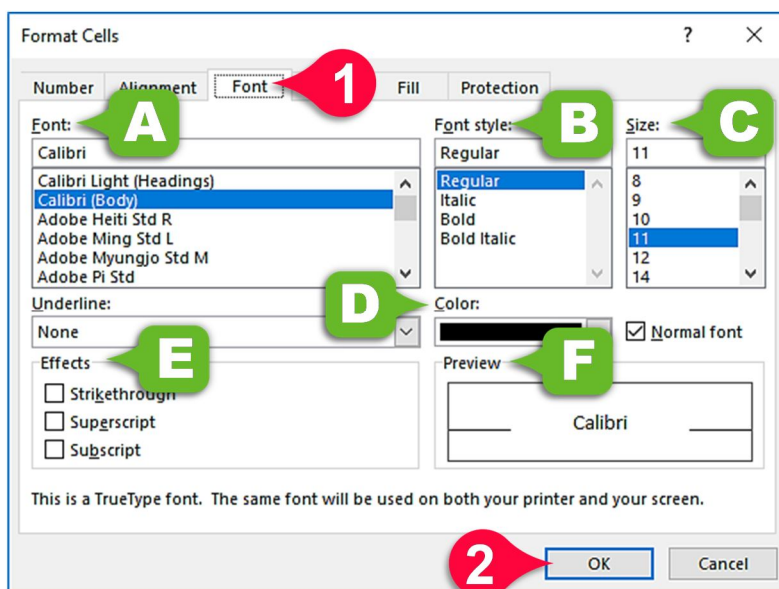 Format Cells ? ×
Number Alignment Font 1 Fill Protection
Font: A Font style: B Size: C
Calibri Regular 11
Calibri Light (Headings) Regular 8
Calibri (Body) Italic 9
Adobe Heiti Std R Bold 10
Adobe Ming Std L Bold Italic 11
Adobe Myungjo Std M 12
Adobe Pi Std 14
Underline: D Color:
None Normal font
Effects E Preview F
Strikethrough
Superscript Calibri
Subscript
This is a TrueType font. The same font will be used on both your printer and your screen.
2 OK Cancel